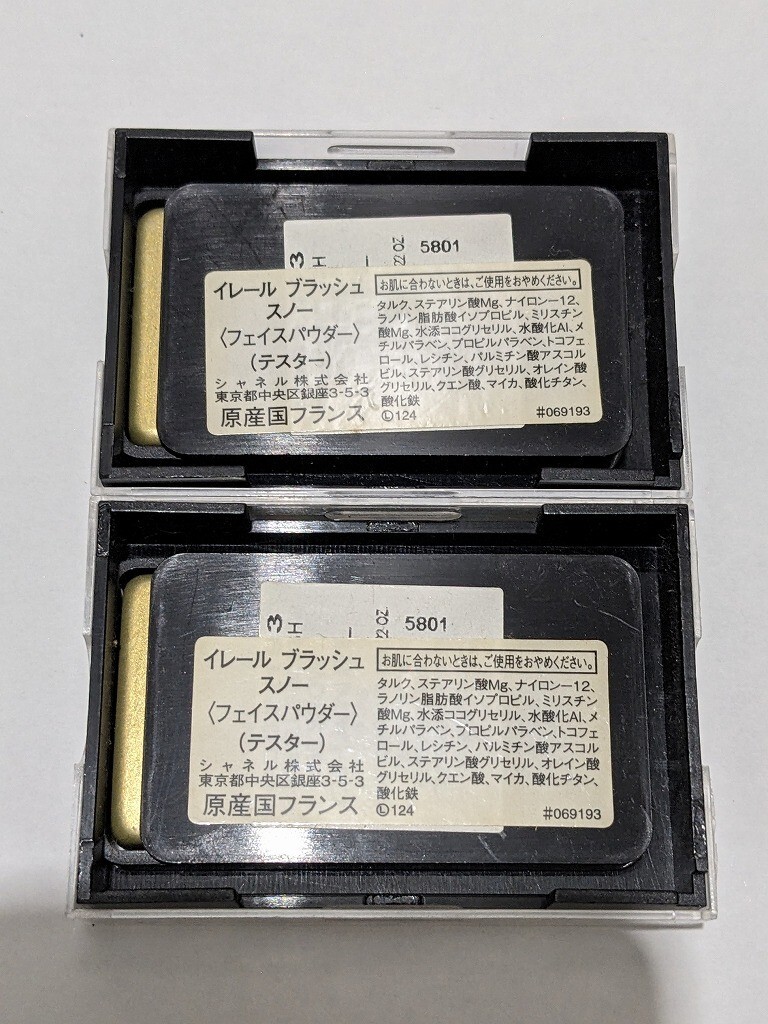 3
H
22 OZ
5801
イレール ブラッシュ
スノー
〈フェイスパウダー〉
(テスター)
シャネル株式会社
東京都中央区銀座3-5-3
原産国フランス
お肌に合わないときは、ご使用をおやめください。
タルク、ステアリン酸Mg、ナイロン一12、
ラノリン脂肪酸イソプロピル、ミリスチン
酸Mg、水添ココグリセリル、水酸化Al、メ
チルパラベン、プロピルパラベン、トコフェ
ロール、レシチン、パルミチン酸アスコル
ビル、ステアリン酸グリセリル、オレイン酸
グリセリル、クエン酸、マイカ、酸化チタン、
酸化鉄
Ⓛ124
#069193
3
H
22 OZ
5801
イレール ブラッシュ
スノー
〈フェイスパウダー〉
(テスター)
シャネル株式会社
東京都中央区銀座3-5-3
原産国フランス
お肌に合わないときは、ご使用をおやめください。
タルク、ステアリン酸Mg、ナイロン一12、
ラノリン脂肪酸イソプロピル、ミリスチン
酸Mg、水添ココグリセリル、水酸化Al、メ
チルパラベン、プロピルパラベン、トコフェ
ロール、レシチン、パルミチン酸アスコル
ビル、ステアリン酸グリセリル、オレイン酸
グリセリル、クエン酸、マイカ、酸化チタン、
酸化鉄
Ⓛ124
#069193